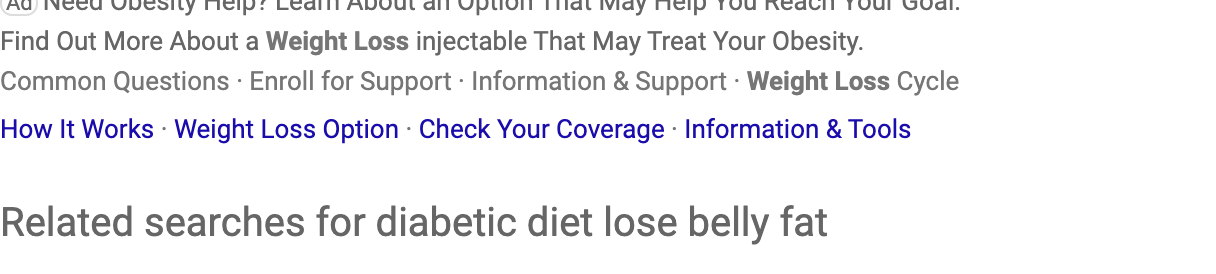 Ad Need Obesity Help? Learn About an Option That May Help You Reach Your Goal.
Find Out More About a Weight Loss injectable That May Treat Your Obesity.
Common Questions · Enroll for Support · Information & Support · Weight Loss Cycle
How It Works · Weight Loss Option · Check Your Coverage · Information & Tools
Related searches for diabetic diet lose belly fat